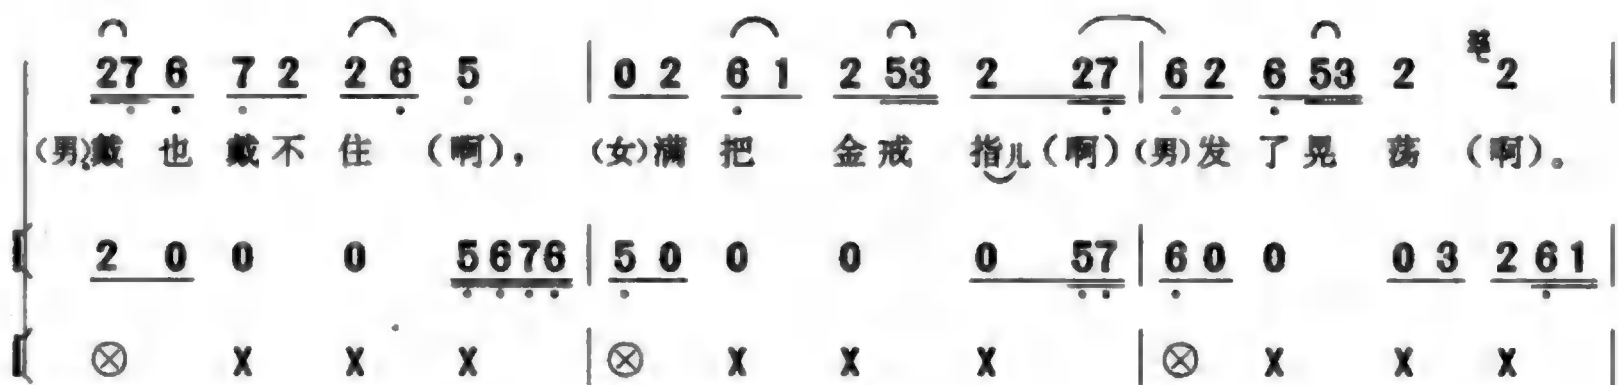 27 6 7 2 2 6 5 | 0 2 6 1 2 53 2 27 | 6 2 6 53 2 2 |
(男)戴 也 戴 不 住 (啊), (女)满 把 金 戒 指儿(啊)(男)发 了 晃 荡 (啊)。
2 0 0 0 5676 | 5 0 0 0 0 57 | 6 0 0 0 3 2 61 |
⊗ X X X | ⊗ X X X | ⊗ X X X |